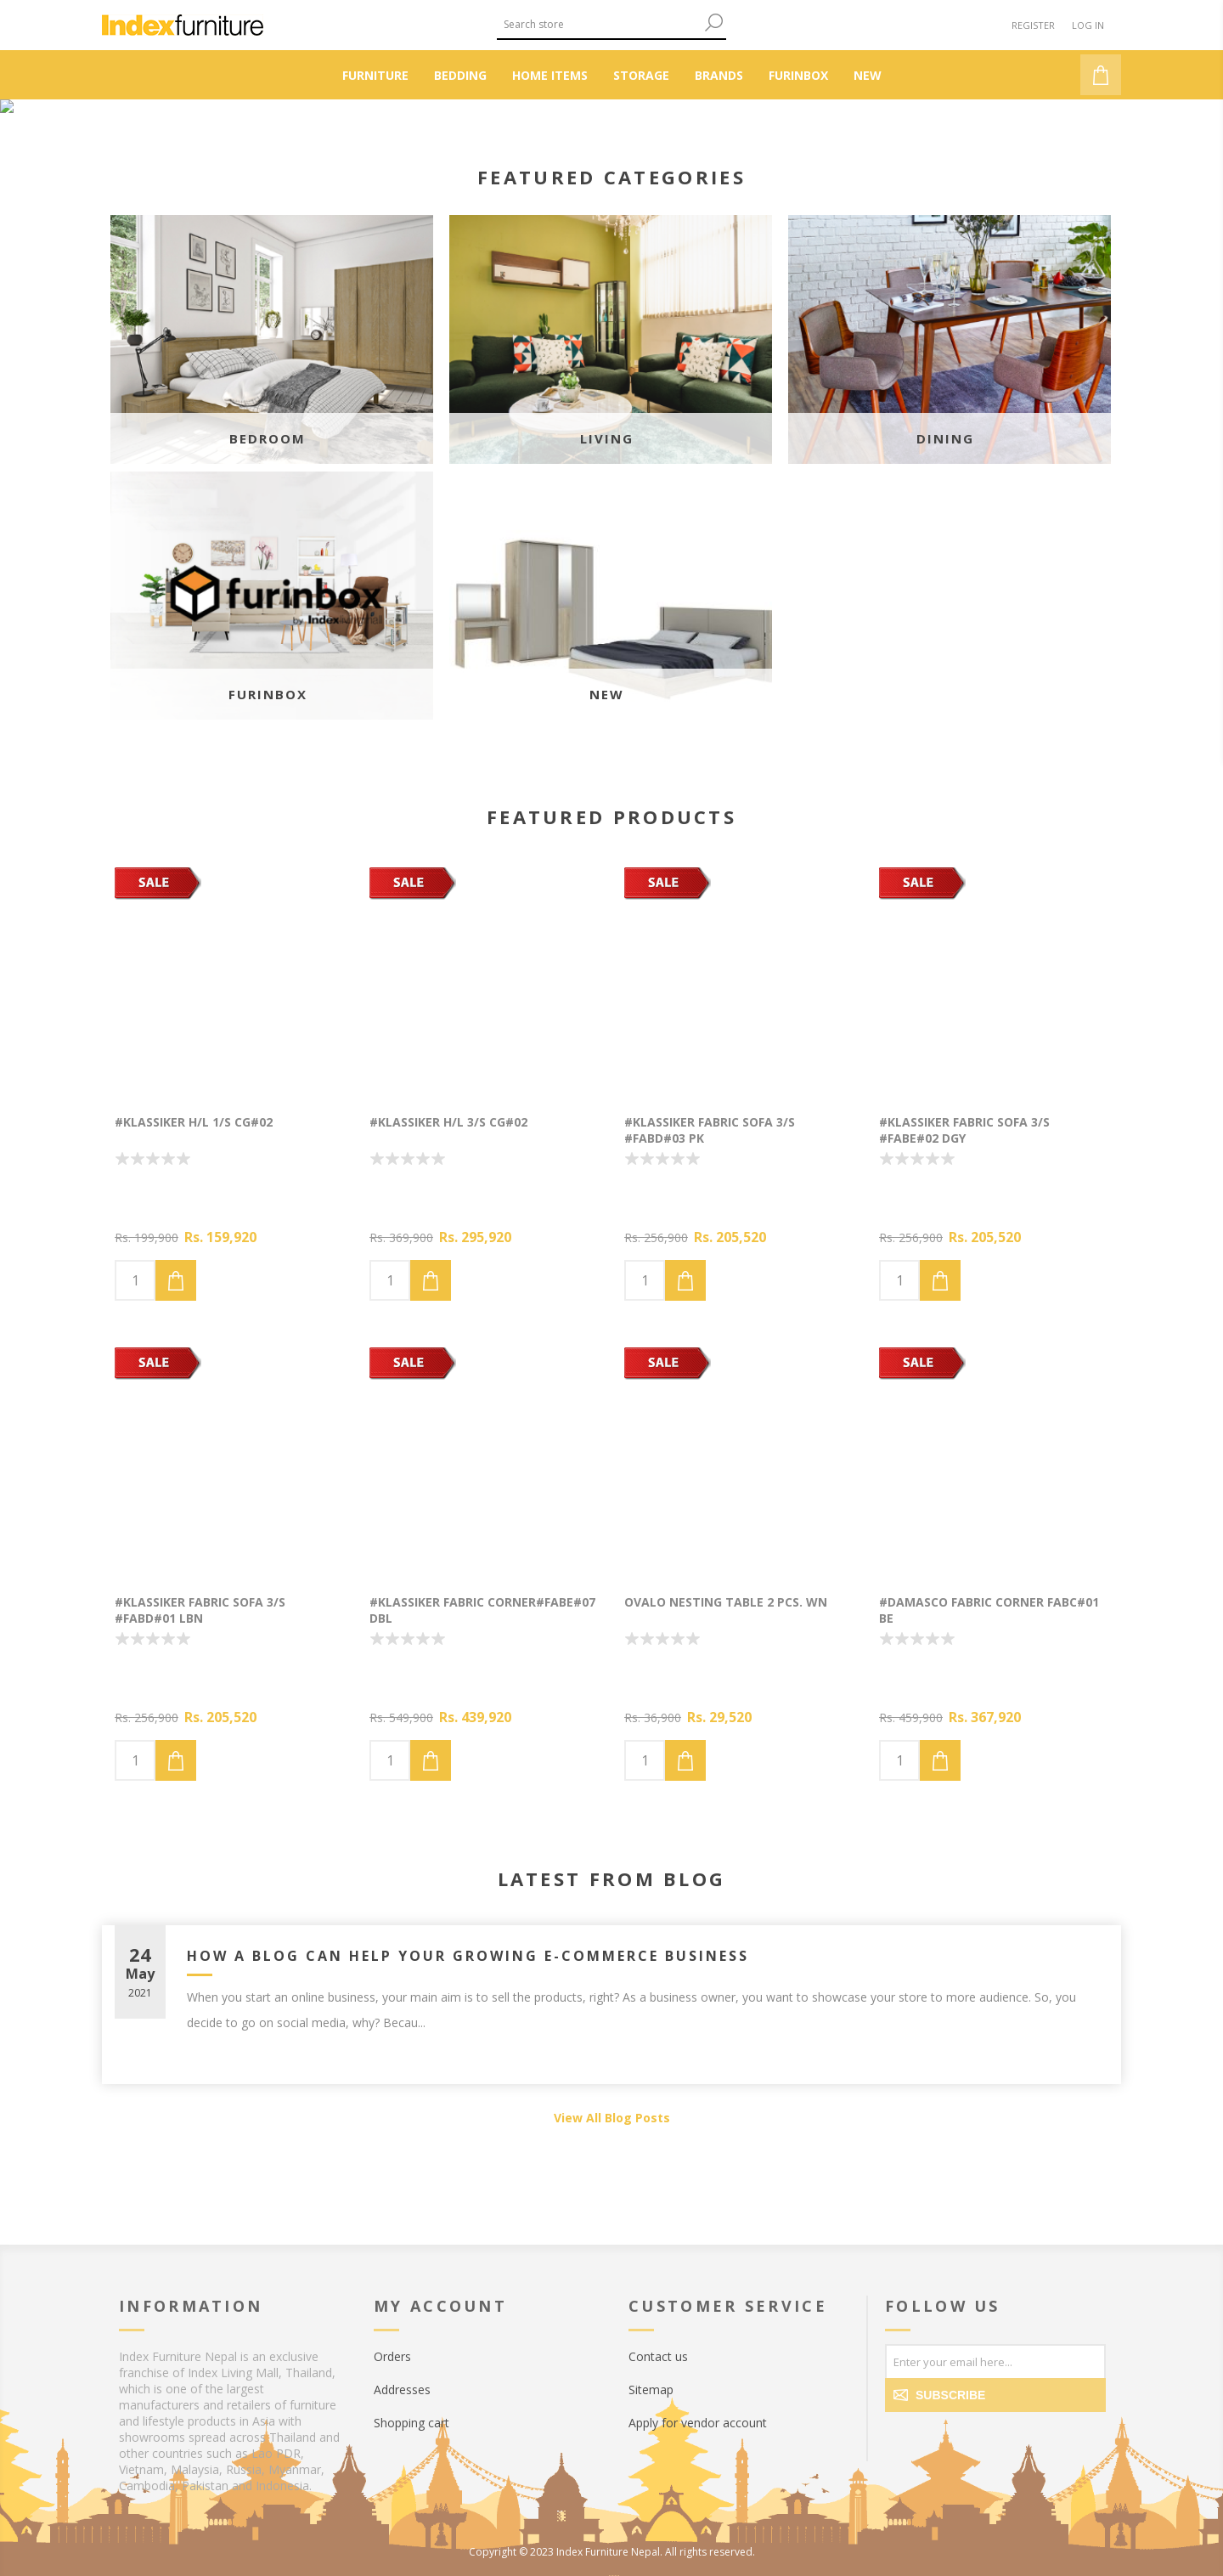 Indexfurniture
Search store
REGISTER
LOG IN
FURNITURE
BEDDING
HOME ITEMS
STORAGE
BRANDS
FURINBOX
NEW
FEATURED CATEGORIES
BEDROOM
LIVING
DINING
furinbox
FURINBOX
NEW
FEATURED PRODUCTS
SALE
SALE
SALE
SALE
#KLASSIKER H/L 1/S CG#02
#KLASSIKER H/L 3/S CG#02
#KLASSIKER FABRIC SOFA 3/S
#FABD#03 PK
#KLASSIKER FABRIC SOFA 3/S
#FABE#02 DGY
Rs. 199,900 Rs. 159,920
Rs. 369,900 Rs. 295,920
Rs. 256,900 Rs. 205,520
Rs. 256,900 Rs. 205,520
1
1
1
1
SALE
SALE
SALE
SALE
#KLASSIKER FABRIC SOFA 3/S
#FABD#01 LBN
#KLASSIKER FABRIC CORNER#FABE#07
DBL
OVALO NESTING TABLE 2 PCS. WN
#DAMASCO FABRIC CORNER FABC#01
BE
Rs. 256,900 Rs. 205,520
Rs. 549,900 Rs. 439,920
Rs. 36,900 Rs. 29,520
Rs. 459,900 Rs. 367,920
1
1
1
1
LATEST FROM BLOG
24
May
2021
HOW A BLOG CAN HELP YOUR GROWING E-COMMERCE BUSINESS
When you start an online business, your main aim is to sell the products, right? As a business owner, you want to showcase your store to more audience. So, you
decide to go on social media, why? Becau...
View All Blog Posts
INFORMATION
Index Furniture Nepal is an exclusive
franchise of Index Living Mall, Thailand,
which is one of the largest
manufacturers and retailers of furniture
and lifestyle products in Asia with
showrooms spread across Thailand and
other countries such as Lao PDR,
Vietnam, Malaysia, Russia, Myanmar,
Cambodia, Pakistan and Indonesia.
MY ACCOUNT
Orders
Addresses
Shopping cart
CUSTOMER SERVICE
Contact us
Sitemap
Apply for vendor account
FOLLOW US
Enter your email here...
SUBSCRIBE
Copyright © 2023 Index Furniture Nepal. All rights reserved.